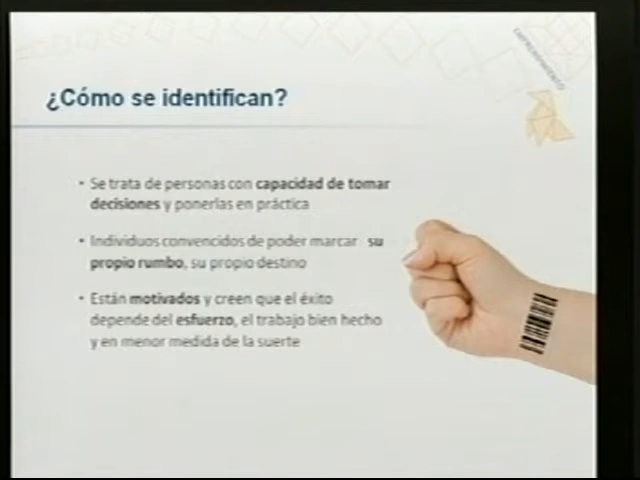 EMPRENDIMIENTO
¿Cómo se identifican?
• Se trata de personas con capacidad de tomar
decisiones y ponerlas en práctica
• Individuos convencidos de poder marcar su
propio rumbo, su propio destino
• Están motivados y creen que el éxito
depende del esfuerzo, el trabajo bien hecho
y en menor medida de la suerte